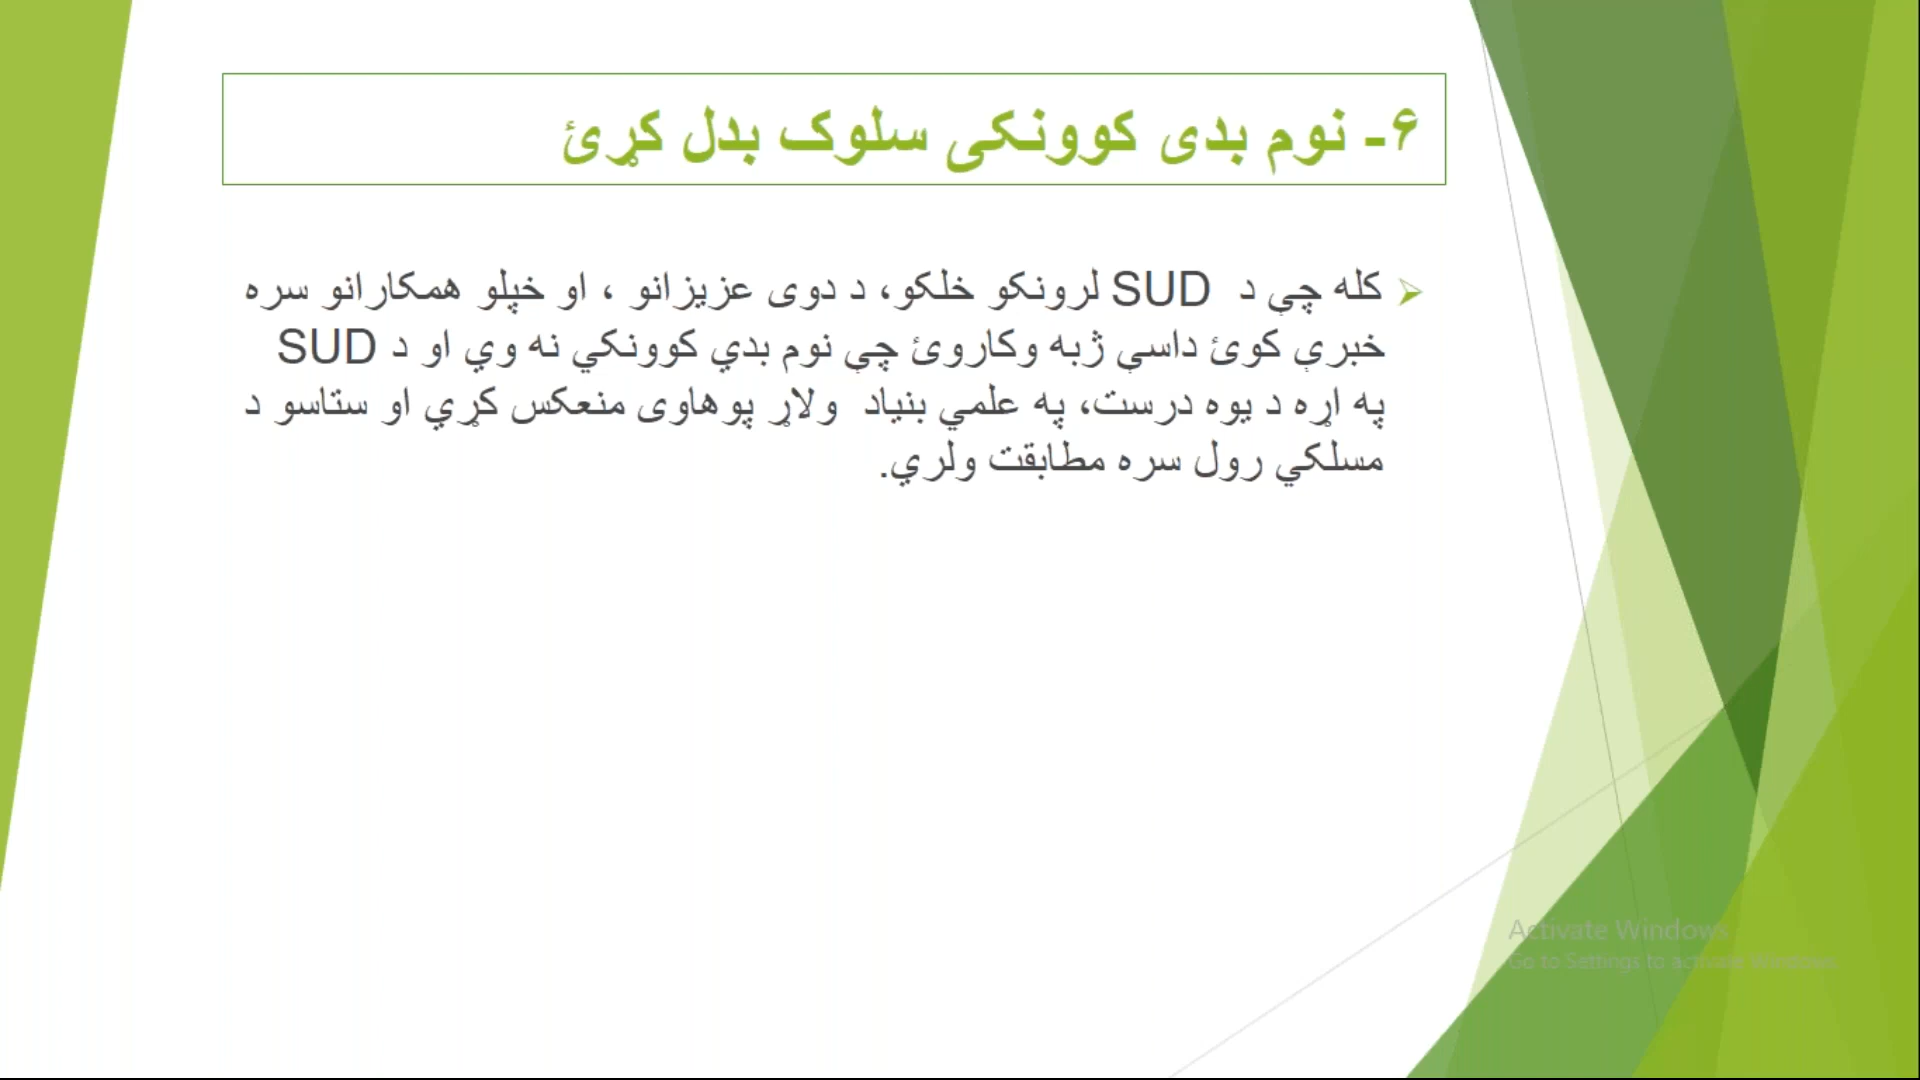 ۶- نوم بدی کوونکی سلوک بدل کړئ
کله چې د SUD لرونکو خلکو، د دوی عزیزانو ، او خپلو همکارانو سره
خبرې کوئ داسې ژبه وکاروئ چې نوم بدي کوونکي نه وي او د SUD
په اړه د یوه درست، په علمي بنیاد ولاړ پوهاوی منعکس کړي او ستاسو د
مسلکي رول سره مطابقت ولري.
Activate Windows
Go to Settings to activate Windows.